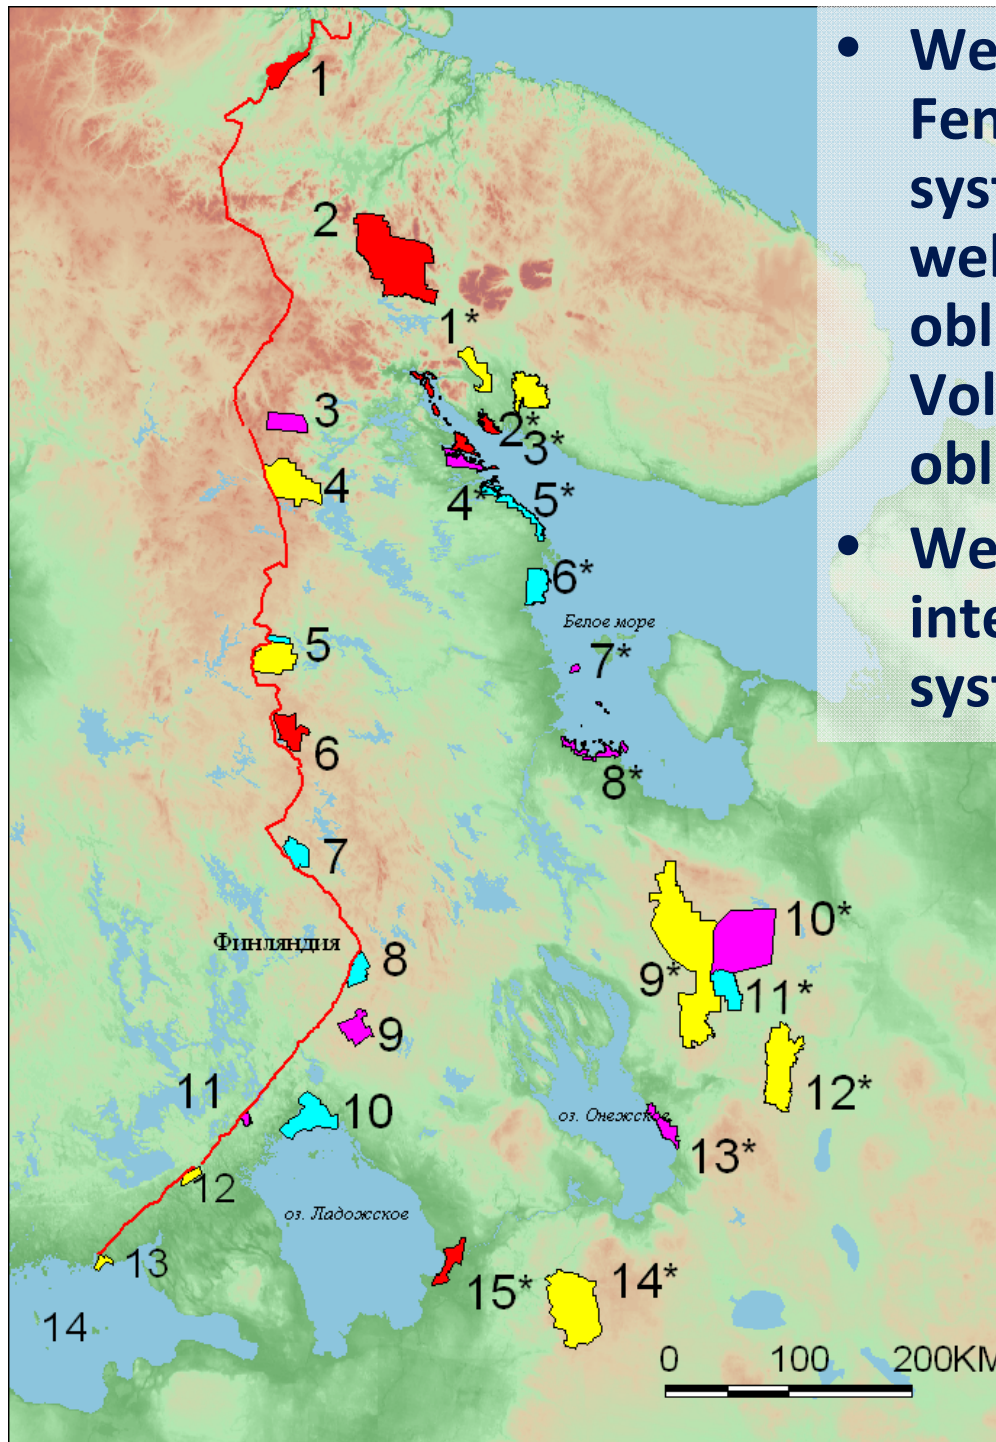 1
2
1*
3
2*
3*
4
4*
5*
6*
Белое море
5
7*
6
8*
7
10*
Финляндия
8
9*
11*
9
12*
11
10
оз. Онежское
13*
12
оз. Ладожское
13
15*
14*
14
0 100 200KM
• We
Fen
syst
wel
obl
Vol
obl
• We
inte
syst